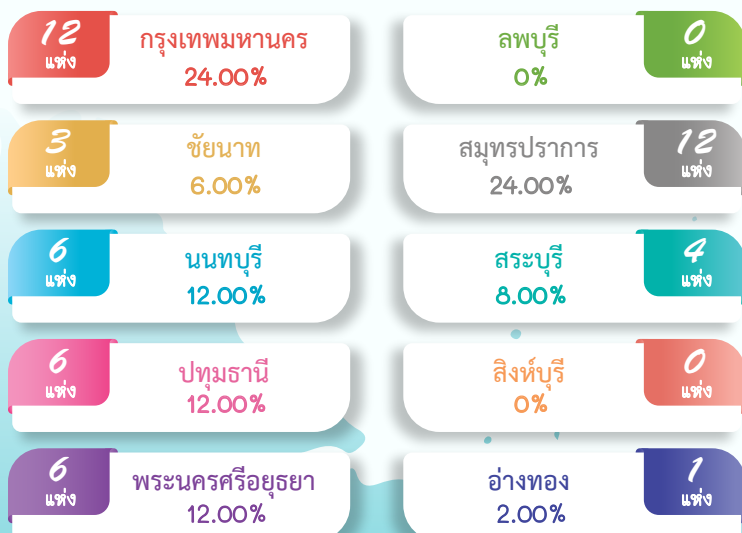 12
แห่ง
กรุงเทพมหานคร
24.00%
ลพบุรี
0%
0
แห่ง
3
แห่ง
ชัยนาท
6.00%
สมุทรปราการ
24.00%
12
แห่ง
6
แห่ง
นนทบุรี
12.00%
สระบุรี
8.00%
4
แห่ง
6
แห่ง
ปทุมธานี
12.00%
สิงห์บุรี
0%
0
แห่ง
6
แห่ง
พระนครศรีอยุธยา
12.00%
อ่างทอง
2.00%
1
แห่ง